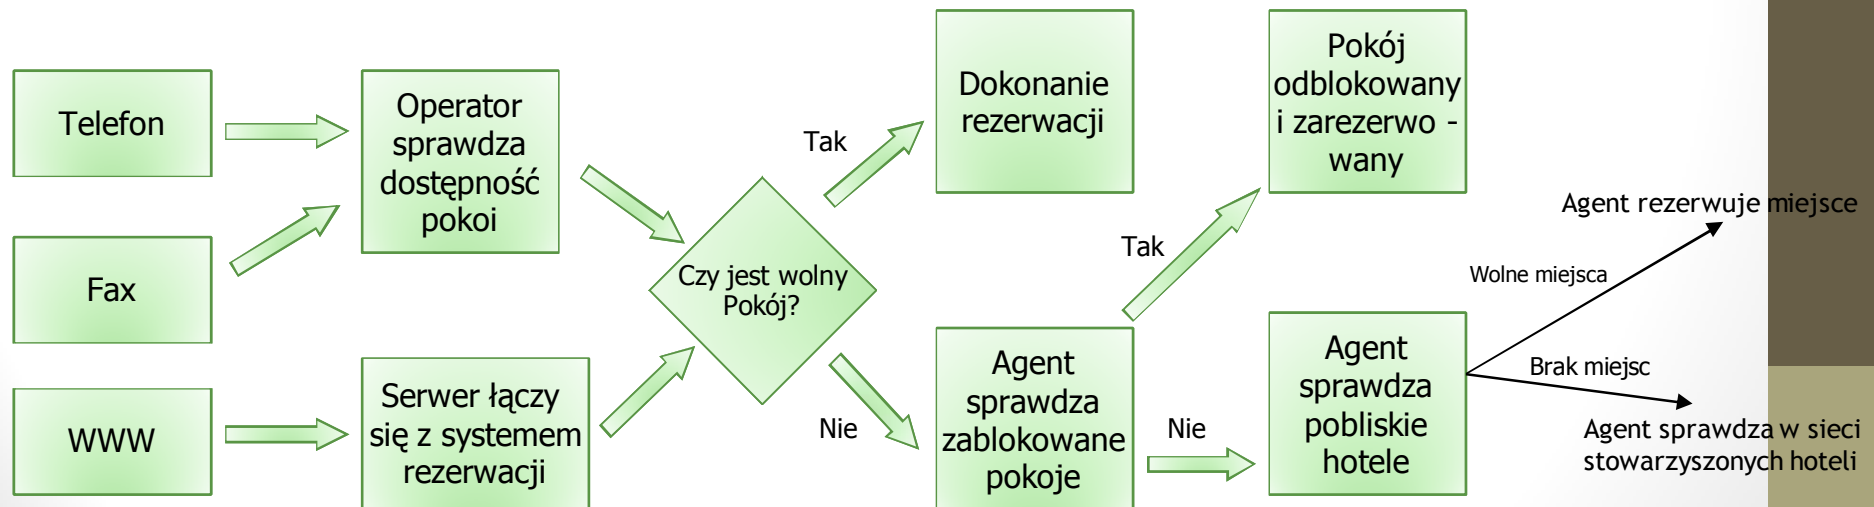 Telefon
Fax
WWW
Operator
sprawdza
dostępność
pokoi
Serwer łączy
się z systemem
rezerwacji
Czy jest wolny
Pokój?
Tak
Nie
Dokonanie
rezerwacji
Agent
sprawdza
zablokowane
pokoje
Tak
Nie
Pokój
odblokowany
i zarezerwo -
wany
Agent
sprawdza
pobliskie
hotele
Wolne miejsca
Brak miejsc
Agent rezerwuje miejsce
Agent sprawdza w sieci
stowarzyszonych hoteli